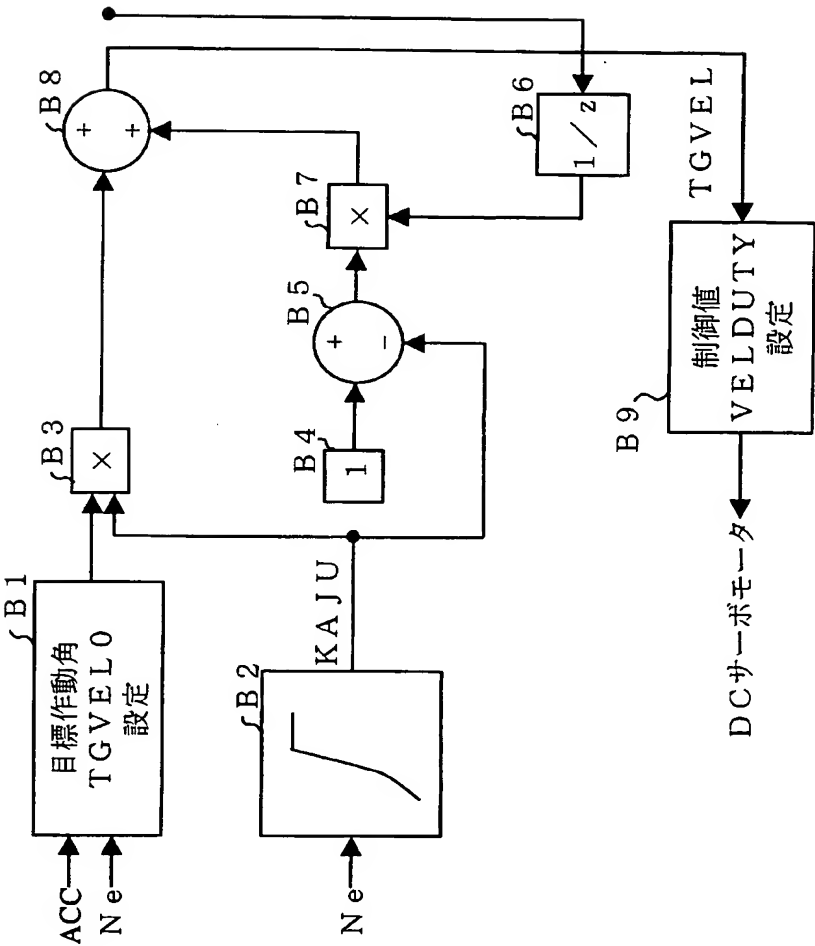 ACC
Ne
B1
目標作動角
TGVEL0
設定
B3
×
B8
+
+
Ne
B2
KAJU
B4
1
B5
+
−
B7
×
B6
1/z
TGVEL
B9
制御値
VELDUTY
設定
DCサーボモータ